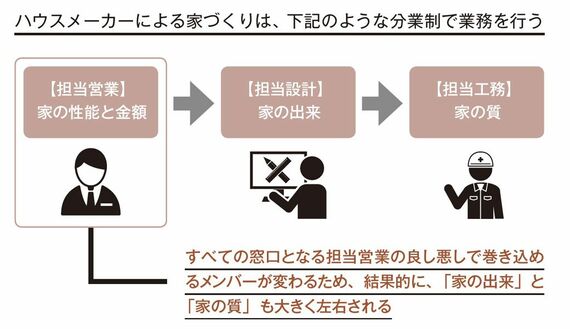 ハウスメーカーによる家づくりは、下記のような分業制で業務を行う
【担当営業】
家の性能と金額
【担当設計】
家の出来
【担当工務】
家の質
すべての窓口となる担当営業の良し悪しで巻き込め
るメンバーが変わるため、結果的に、「家の出来」と
「家の質」も大きく左右される